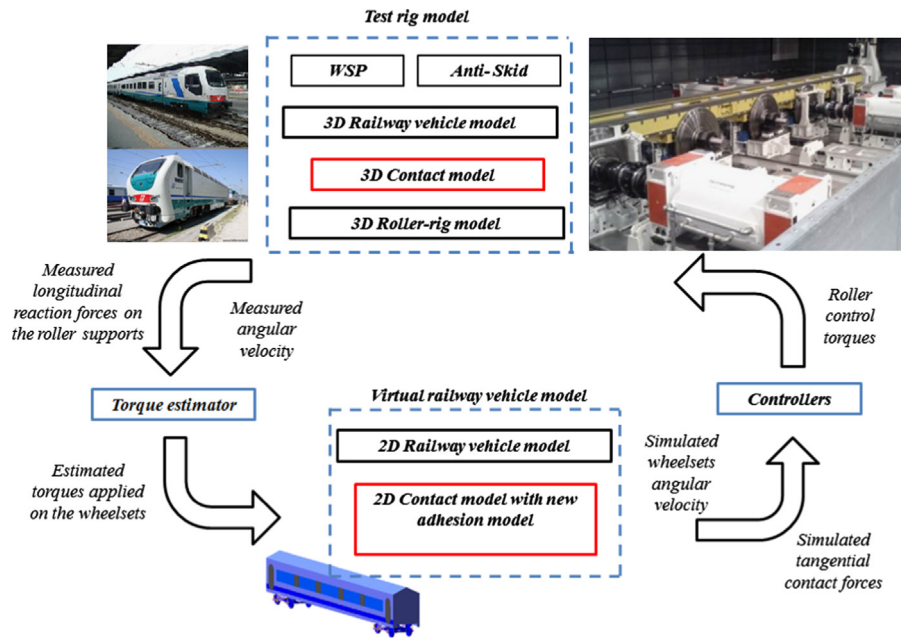 Test rig model
WSP
Anti-Skid
3D Railway vehicle model
3D Contact model
3D Roller-rig model
Measured
longitudinal
reaction forces on
the roller supports
Measured
angular
velocity
Roller
control
torques
Torque estimator
Virtual railway vehicle model
Controllers
2D Railway vehicle model
2D Contact model with new
adhesion model
Estimated
torques applied
on the wheelsets
Simulated
wheelsets
angular
velocity
Simulated
tangential
contact forces